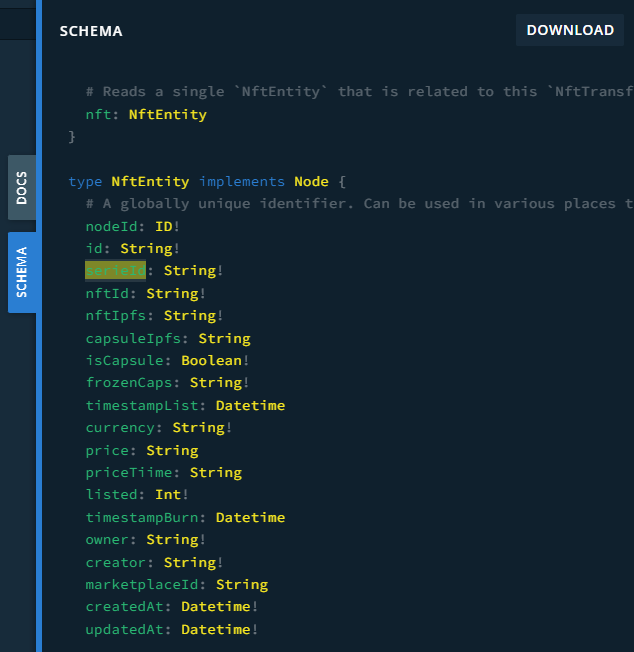 SCHEMA
DOWNLOAD
# Reads a single `NftEntity` that is related to this `NftTransf
nft: NftEntity
}
type NftEntity implements Node {
# A globally unique identifier. Can be used in various places t
nodeId: ID!
id: String!
serieId: String!
nftId: String!
nftIpfs: String!
capsuleIpfs: String
isCapsule: Boolean!
frozenCaps: String!
timestampList: Datetime
currency: String!
price: String
priceTiime: String
listed: Int!
timestampBurn: Datetime
owner: String!
creator: String!
marketplaceId: String
createdAt: Datetime!
updatedAt: Datetime!
DOCS
SCHEMA